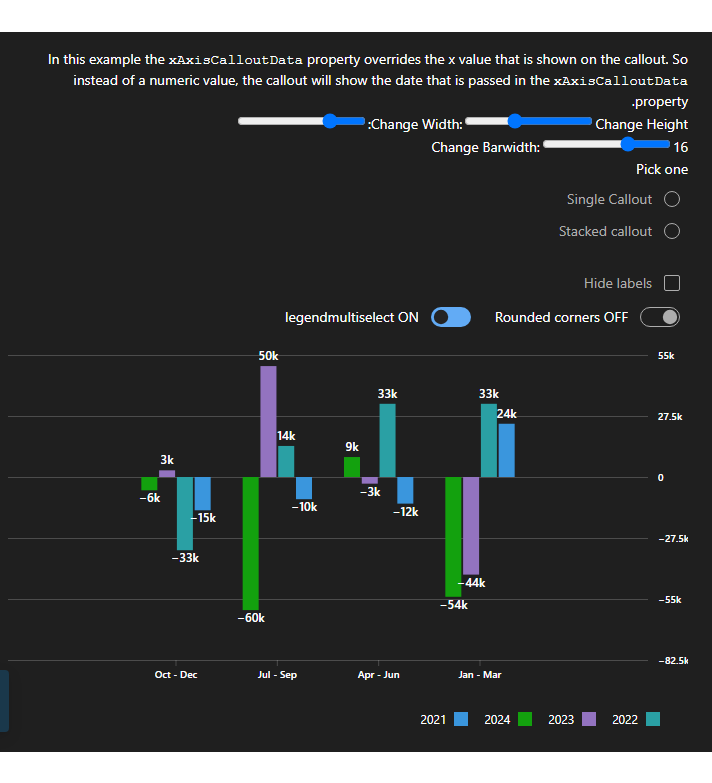 In this example the xAxisCalloutData property overrides the x value that is shown on the callout. So
instead of a numeric value, the callout will show the date that is passed in the xAxisCalloutData
.property
:Change Width: Change Height
Change Barwidth: 16
Pick one
Single Callout
Stacked callout
Hide labels
legendmultiselect ON Rounded corners OFF
50k 55k
33k 33k
24k 27.5k
14k
9k
3k
0
−6k −3k
−15k −10k −12k
−27.5k
−33k
−44k
−54k −55k
−60k
−82.5k
Oct - Dec Jul - Sep Apr - Jun Jan - Mar
2021 2024 2023 2022